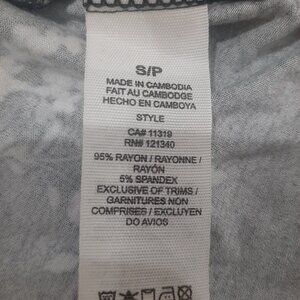 S/P
MADE IN CAMBODIA
FAIT AU CAMBODGE
HECHO EN CAMBOYA
STYLE
CA# 11319
RN# 121340
95% RAYON / RAYONNE /
RAYÓN
5% SPANDEX
EXCLUSIVE OF TRIMS /
GARNITURES NON
COMPRISES / EXCLUYEN
DO AVIOS